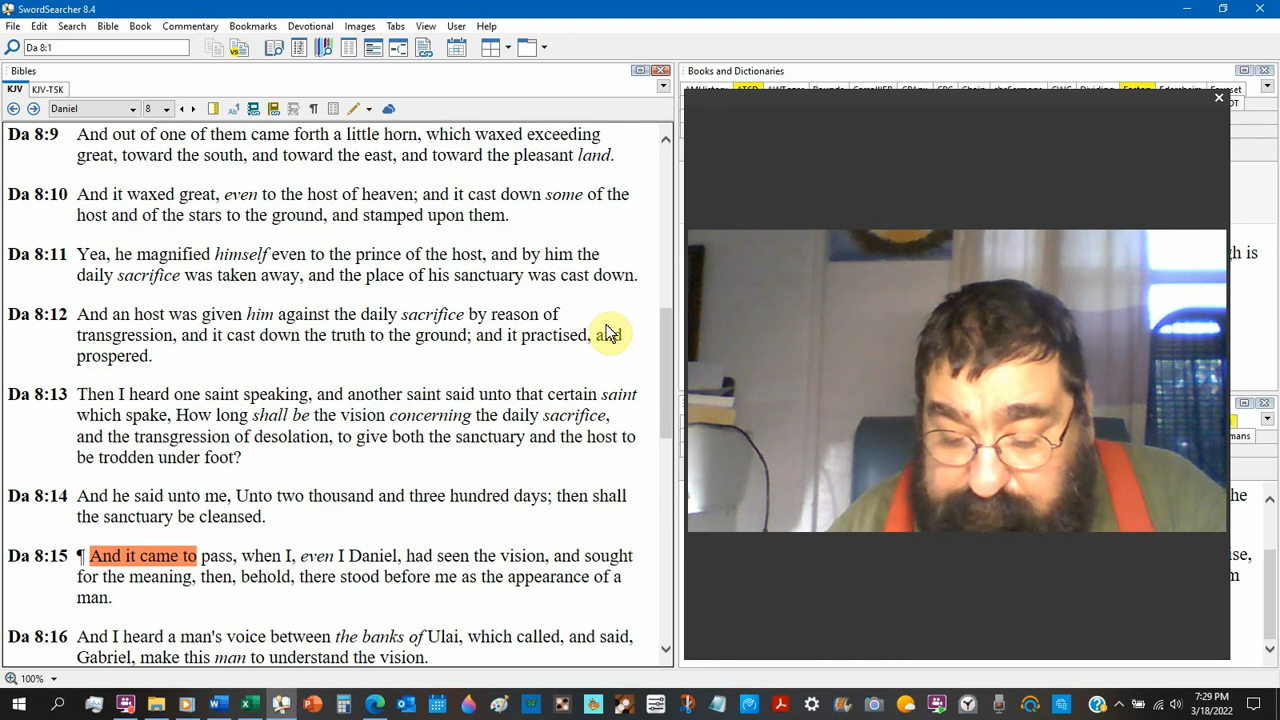 SwordSearcher 8.4
File Edit Search Bible Book Commentary Bookmarks Devotional Images Tabs View User Help
Da 8:1
Bibles
KJV KJV-TSK
Daniel 8
Da 8:9 And out of one of them came forth a little horn, which waxed exceeding
great, toward the south, and toward the east, and toward the pleasant land.
Da 8:10 And it waxed great, even to the host of heaven; and it cast down some of the
host and of the stars to the ground, and stamped upon them.
Da 8:11 Yea, he magnified himself even to the prince of the host, and by him the
daily sacrifice was taken away, and the place of his sanctuary was cast down.
Da 8:12 And an host was given him against the daily sacrifice by reason of
transgression, and it cast down the truth to the ground; and it practised, and
prospered.
Da 8:13 Then I heard one saint speaking, and another saint said unto that certain saint
which spake, How long shall be the vision concerning the daily sacrifice,
and the transgression of desolation, to give both the sanctuary and the host to
be trodden under foot?
Da 8:14 And he said unto me, Unto two thousand and three hundred days; then shall
the sanctuary be cleansed.
Da 8:15 ¶ And it came to pass, when I, even I Daniel, had seen the vision, and sought
for the meaning, then, behold, there stood before me as the appearance of a
man.
Da 8:16 And I heard a man's voice between the banks of Ulai, which called, and said,
Gabriel, make this man to understand the vision.
100%
Books and Dictionaries
gh is
mans
the
ise,
m
7:29 PM
3/18/2022